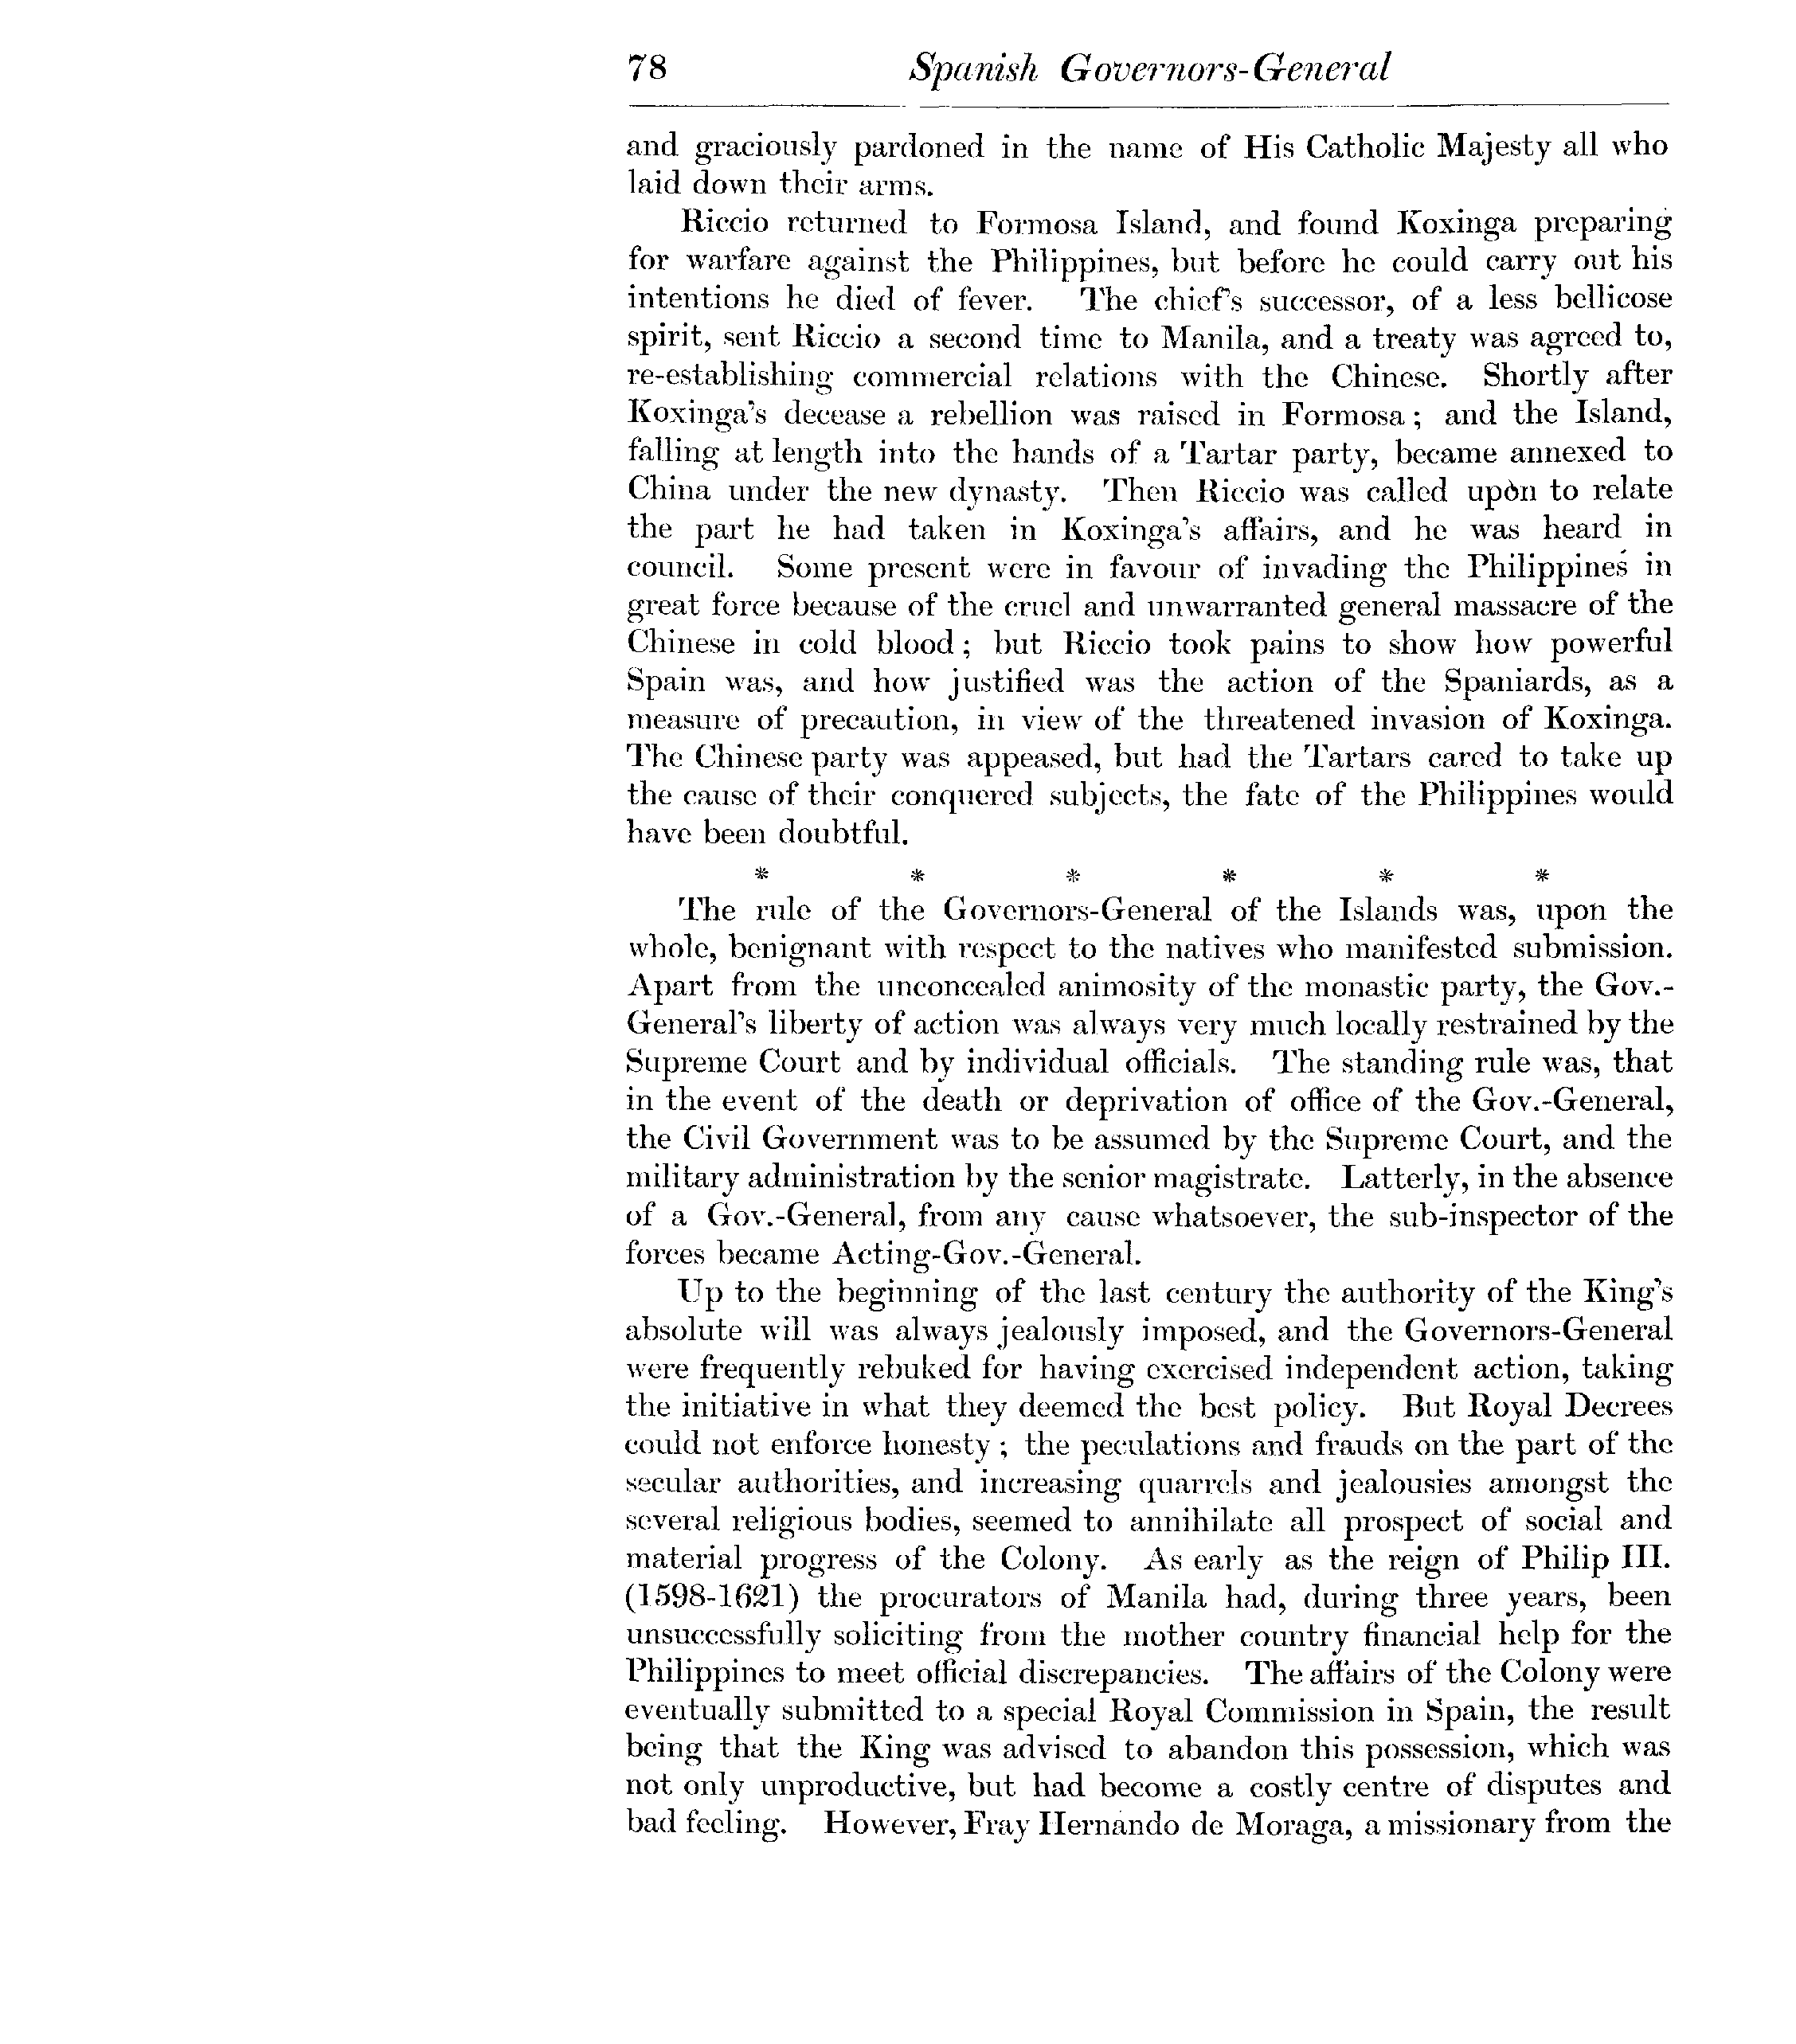 78 Spanish Governors-General
and graciously pardoned in the name of His Catholic Majesty all who
laid down their arms.
Riccio returned to Formosa Island, and found Koxinga preparing
for warfare against the Philippines, but before he could carry out his
intentions he died of fever. The chief's successor, of a less bellicose
spirit, sent Riccio a second time to Manila, and a treaty was agreed to,
re-establishing commercial relations with the Chinese. Shortly after
Koxinga's decease a rebellion was raised in Formosa; and the Island,
falling at length into the hands of a Tartar party, became annexed to
China under the new dynasty. Then Riccio was called upon to relate
the part he had taken in Koxinga's affairs, and he was heard in
council. Some present were in favour of invading the Philippines in
great force because of the cruel and unwarranted general massacre of the
Chinese in cold blood; but Riccio took pains to show how powerful
Spain was, and how justified was the action of the Spaniards, as a
measure of precaution, in view of the threatened invasion of Koxinga.
The Chinese party was appeased, but had the Tartars cared to take up
the cause of their conquered subjects, the fate of the Philippines would
have been doubtful.
* * * * * *
The rule of the Governors-General of the Islands was, upon the
whole, benignant with respect to the natives who manifested submission.
Apart from the unconcealed animosity of the monastic party, the Gov.-
General's liberty of action was always very much locally restrained by the
Supreme Court and by individual officials. The standing rule was, that
in the event of the death or deprivation of office of the Gov.-General,
the Civil Government was to be assumed by the Supreme Court, and the
military administration by the senior magistrate. Latterly, in the absence
of a Gov.-General, from any cause whatsoever, the sub-inspector of the
forces became Acting-Gov.-General.
Up to the beginning of the last century the authority of the King's
absolute will was always jealously imposed, and the Governors-General
were frequently rebuked for having exercised independent action, taking
the initiative in what they deemed the best policy. But Royal Decrees
could not enforce honesty; the peculations and frauds on the part of the
secular authorities, and increasing quarrels and jealousies amongst the
several religious bodies, seemed to annihilate all prospect of social and
material progress of the Colony. As early as the reign of Philip III.
(1598-1621) the procurators of Manila had, during three years, been
unsuccessfully soliciting from the mother country financial help for the
Philippines to meet official discrepancies. The affairs of the Colony were
eventually submitted to a special Royal Commission in Spain, the result
being that the King was advised to abandon this possession, which was
not only unproductive, but had become a costly centre of disputes and
bad feeling. However, Fray Hernando de Moraga, a missionary from the